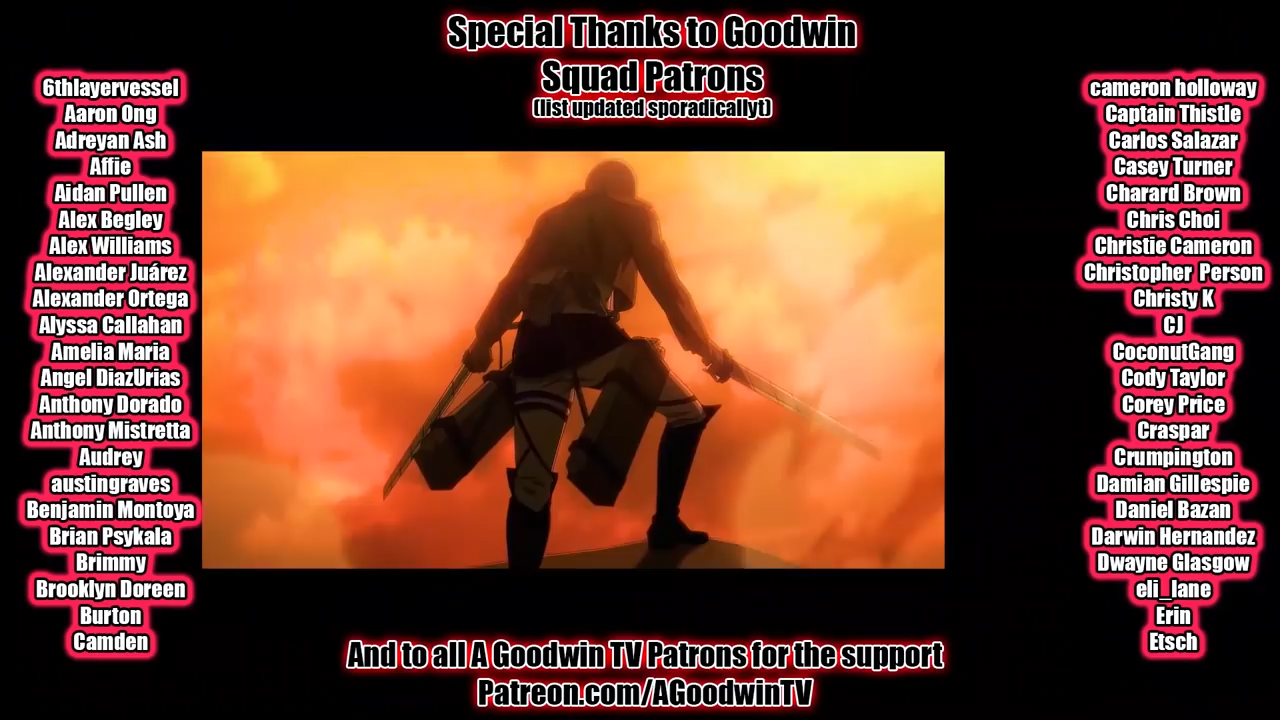 Special Thanks to Goodwin
Squad Patrons
(list updated sporadicallyt)
6thlayervessel
Aaron Ong
Adreyan Ash
Affie
Aidan Pullen
Alex Begley
Alex Williams
Alexander Juárez
Alexander Ortega
Alyssa Callahan
Amelia Maria
Angel DiazUrias
Anthony Dorado
Anthony Mistretta
Audrey
austingraves
Benjamin Montoya
Brian Psykala
Brimmy
Brooklyn Doreen
Burton
Camden
cameron holloway
Captain Thistle
Carlos Salazar
Casey Turner
Charard Brown
Chris Choi
Christie Cameron
Christopher Person
Christy K
CJ
CoconutGang
Cody Taylor
Corey Price
Craspar
Crumpington
Damian Gillespie
Daniel Bazan
Darwin Hernandez
Dwayne Glasgow
eli_lane
Erin
Etsch
And to all A Goodwin TV Patrons for the support
Patreon.com/AGoodwinTV